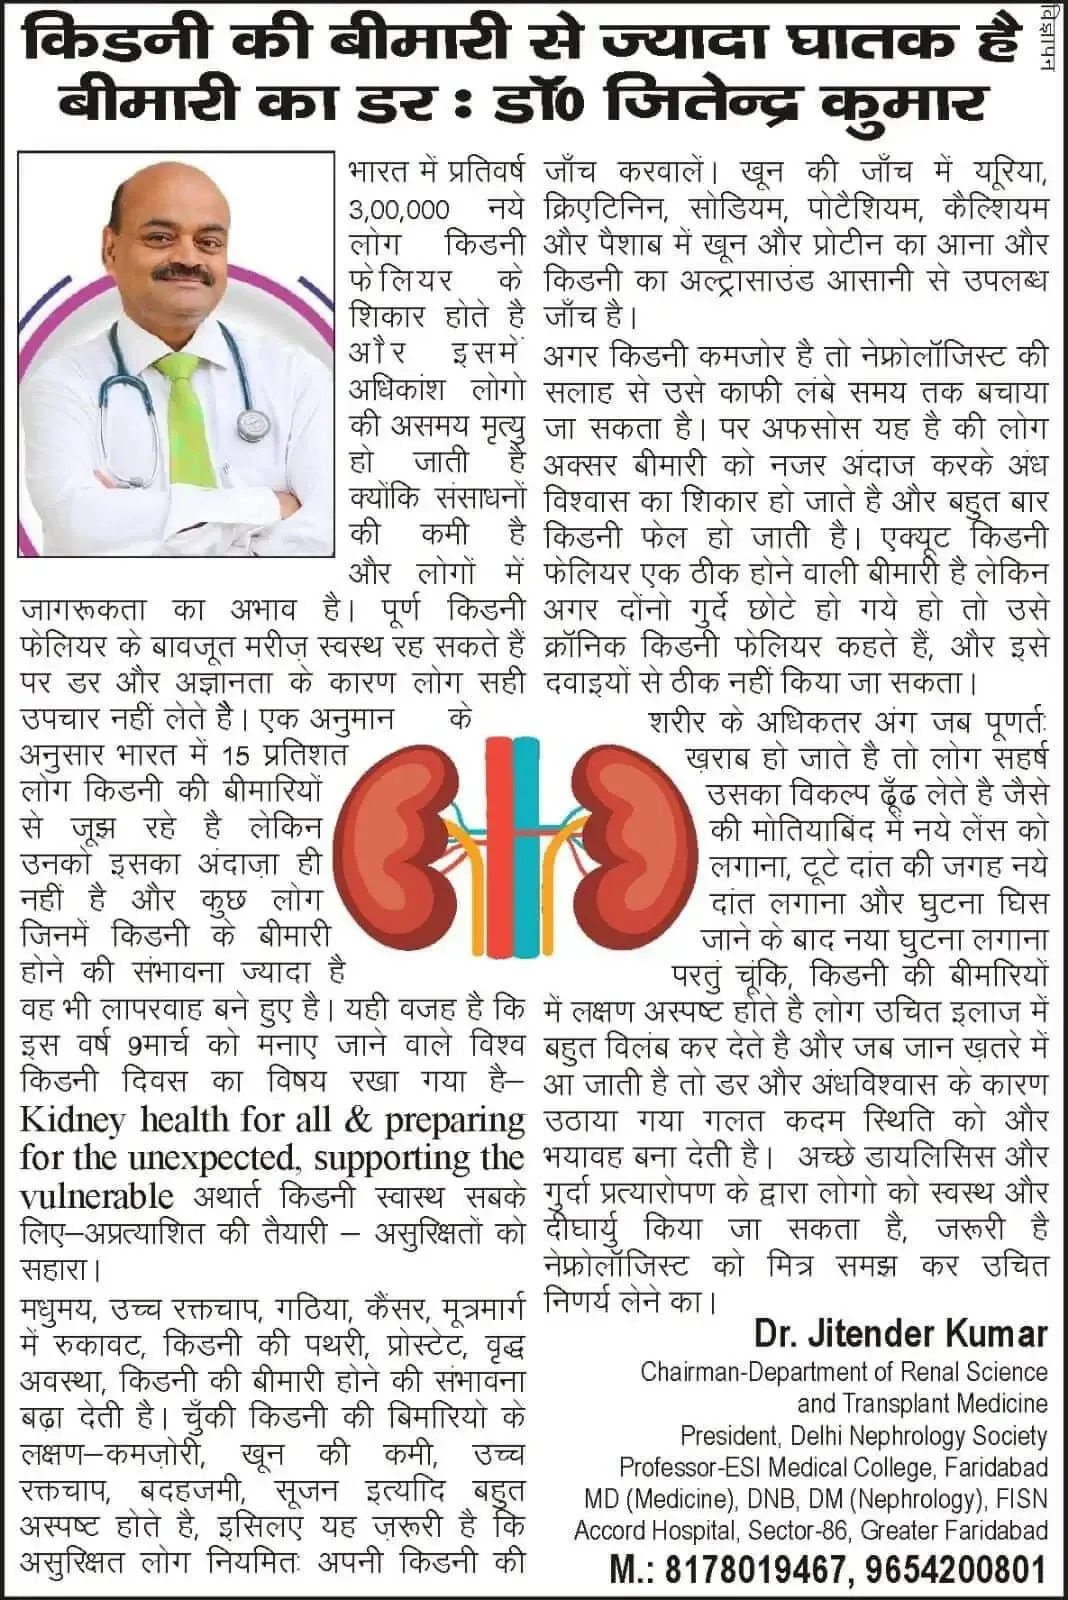 विज्ञापन
किडनी की बीमारी से ज्यादा घातक है
बीमारी का डर : डॉ० जितेन्द्र कुमार
भारत में प्रतिवर्ष
3,00,000 नये
लोग किडनी
फेलियर के
शिकार होते है
और इसमें
अधिकांश लोगो
की असमय मृत्यु
हो जाती है
क्योंकि संसाधनों
की कमी है
और लोगों में
जागरूकता का अभाव है। पूर्ण किडनी
फेलियर के बावजूत मरीज़ स्वस्थ रह सकते हैं
पर डर और अज्ञानता के कारण लोग सही
उपचार नहीं लेते है। एक अनुमान के
अनुसार भारत में 15 प्रतिशत
लोग किडनी की बीमारियों
से जूझ रहे है लेकिन
उनको इसका अंदाज़ा ही
नहीं है और कुछ लोग
जिनमें किडनी के बीमारी
होने की संभावना ज्यादा है
वह भी लापरवाह बने हुए है। यही वजह है कि
इस वर्ष 9मार्च को मनाए जाने वाले विश्व
किडनी दिवस का विषय रखा गया है–
Kidney health for all & preparing
for the unexpected, supporting the
vulnerable अथार्त किडनी स्वास्थ सबके
लिए–अप्रत्याशित की तैयारी – असुरिक्षतों को
सहारा।
मधुमय, उच्च रक्तचाप, गठिया, कैंसर, मूत्रमार्ग
में रुकावट, किडनी की पथरी, प्रोस्टेट, वृद्ध
अवस्था, किडनी की बीमारी होने की संभावना
बढ़ा देती है। चुँकी किडनी की बिमरियो के
लक्षण–कमज़ोरी, खून की कमी, उच्च
रक्तचाप, बदहजमी, सूजन इत्यादि बहुत
अस्पष्ट होते है, इसिलए यह ज़रूरी है कि
असुरिक्षत लोग नियमितः अपनी किडनी की
जाँच करवालें। खून की जाँच में यूरिया,
क्रिएटिनिन, सोडियम, पोटैशियम, कैल्शियम
और पैशाब में खून और प्रोटीन का आना और
किडनी का अल्ट्रासाउंड आसानी से उपलब्ध
जाँच है।
अगर किडनी कमजोर है तो नेफ्रोलॉजिस्ट की
सलाह से उसे काफी लंबे समय तक बचाया
जा सकता है। पर अफसोस यह है की लोग
अक्सर बीमारी को नजर अंदाज करके अंध
विश्वास का शिकार हो जाते है और बहुत बार
किडनी फेल हो जाती है। एक्यूट किडनी
फेलियर एक ठीक होने वाली बीमारी है लेकिन
अगर दोंनो गुर्दे छोटे हो गये हो तो उसे
क्रॉनिक किडनी फेलियर कहते हैं, और इसे
दवाइयों से ठीक नहीं किया जा सकता।
शरीर के अधिकतर अंग जब पूणर्तः
ख़राब हो जाते है तो लोग सहर्ष
उसका विकल्प ढूँढ लेते है जैसे
की मोतियाबिंद में नये लेंस को
लगाना, टूटे दांत की जगह नये
दांत लगाना और घुटना घिस
जाने के बाद नया घुटना लगाना
परतुं चूंकि, किडनी की बीमरियों
में लक्षण अस्पष्ट होते है लोग उचित इलाज में
बहुत विलंब कर देते है और जब जान ख़तरे में
आ जाती है तो डर और अंधविश्वास के कारण
उठाया गया गलत कदम स्थिति को और
भयावह बना देती है। अच्छे डायलिसिस और
गुर्दा प्रत्यारोपण के द्वारा लोगो को स्वस्थ और
दीघार्यु किया जा सकता है, जरूरी है
नेफ्रोलॉजिस्ट को मित्र समझ कर उचित
निणर्य लेने का।
Dr. Jitender Kumar
Chairman-Department of Renal Science
and Transplant Medicine
President, Delhi Nephrology Society
Professor-ESI Medical College, Faridabad
MD (Medicine), DNB, DM (Nephrology), FISN
Accord Hospital, Sector-86, Greater Faridabad
M.: 8178019467, 9654200801